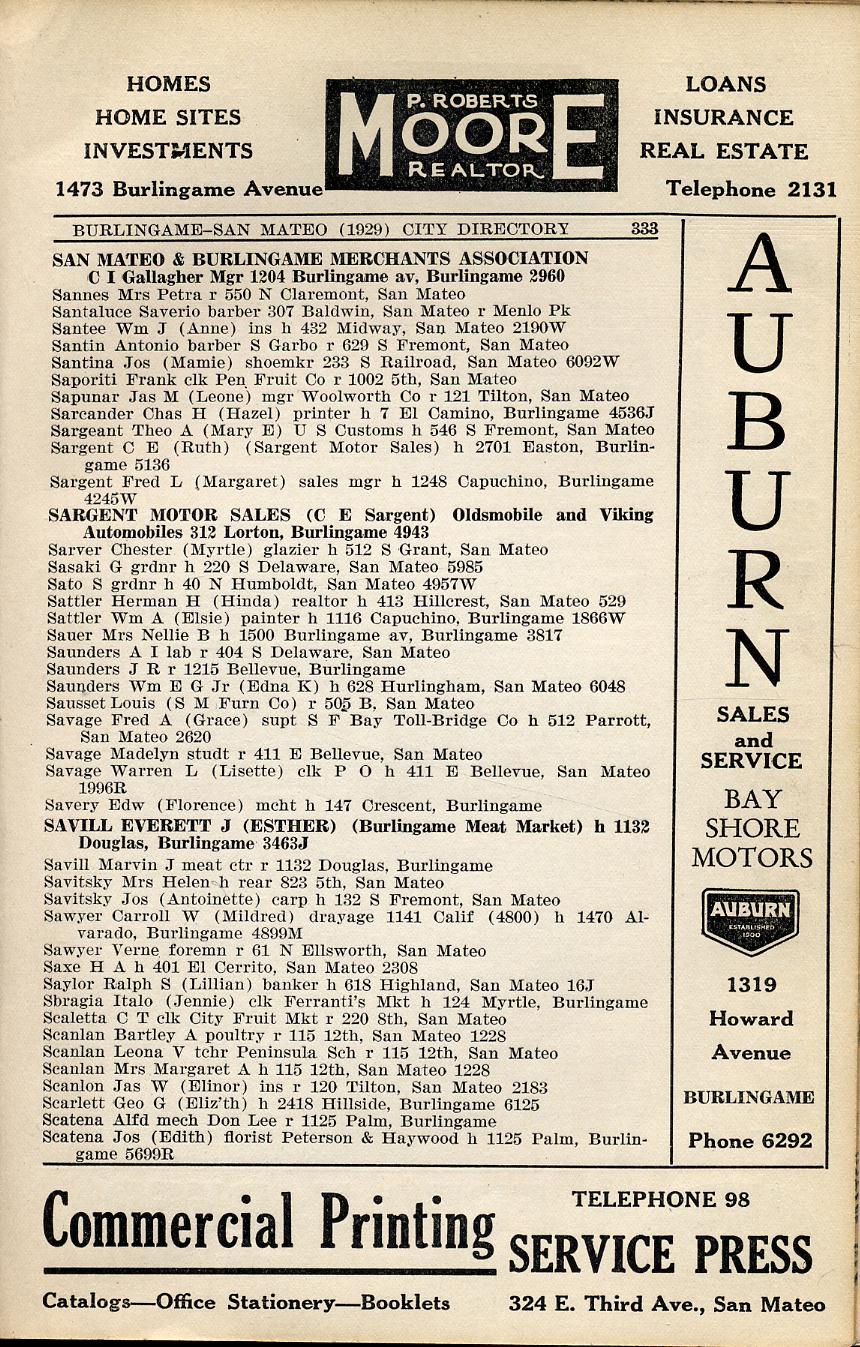 HOMES
HOME SITES
INVESTMENTS
1473 Burlingame Avenue
P. ROBERTS
MOORE
REALTOR
LOANS
INSURANCE
REAL ESTATE
Telephone 2131
BURLINGAME–SAN MATEO (1929) CITY DIRECTORY 333
SAN MATEO & BURLINGAME MERCHANTS ASSOCIATION
C I Gallagher Mgr 1204 Burlingame av, Burlingame 2960
Sannes Mrs Petra r 550 N Claremont, San Mateo
Santaluce Saverio barber 307 Baldwin, San Mateo r Menlo Pk
Santee Wm J (Anne) ins h 432 Midway, San Mateo 2190W
Santin Antonio barber S Garbo r 629 S Fremont, San Mateo
Santina Jos (Mamie) shoemkr 233 S Railroad, San Mateo 6092W
Saporiti Frank clk Pen Fruit Co r 1002 5th, San Mateo
Sapunar Jas M (Leone) mgr Woolworth Co r 121 Tilton, San Mateo
Sarcander Chas H (Hazel) printer h 7 El Camino, Burlingame 4536J
Sargeant Theo A (Mary E) U S Customs h 546 S Fremont, San Mateo
Sargent C E (Ruth) (Sargent Motor Sales) h 2701 Easton, Burlin-
game 5136
Sargent Fred L (Margaret) sales mgr h 1248 Capuchino, Burlingame
4245W
SARGENT MOTOR SALES (C E Sargent) Oldsmobile and Viking
Automobiles 312 Lorton, Burlingame 4943
Sarver Chester (Myrtle) glazier h 512 S Grant, San Mateo
Sasaki G grdnr h 220 S Delaware, San Mateo 5985
Sato S grdnr h 40 N Humboldt, San Mateo 4957W
Sattler Herman H (Hinda) realtor h 413 Hillcrest, San Mateo 529
Sattler Wm A (Elsie) painter h 1116 Capuchino, Burlingame 1866W
Sauer Mrs Nellie B h 1500 Burlingame av, Burlingame 3817
Saunders A I lab r 404 S Delaware, San Mateo
Saunders J R r 1215 Bellevue, Burlingame
Saunders Wm E G Jr (Edna K) h 628 Hurlingham, San Mateo 6048
Sausset Louis (S M Furn Co) r 505 B, San Mateo
Savage Fred A (Grace) supt S F Bay Toll-Bridge Co h 512 Parrott,
San Mateo 2620
Savage Madelyn studt r 411 E Bellevue, San Mateo
Savage Warren L (Lisette) clk P O h 411 E Bellevue, San Mateo
1996R
Savery Edw (Florence) mcht h 147 Crescent, Burlingame
SAVILL EVERETT J (ESTHER) (Burlingame Meat Market) h 1132
Douglas, Burlingame 3463J
Savill Marvin J meat ctr r 1132 Douglas, Burlingame
Savitsky Mrs Helen h rear 823 5th, San Mateo
Savitsky Jos (Antoinette) carp h 132 S Fremont, San Mateo
Sawyer Carroll W (Mildred) drayage 1141 Calif (4800) h 1470 Al-
varado, Burlingame 4899M
Sawyer Verne foremn r 61 N Ellsworth, San Mateo
Saxe H A h 401 El Cerrito, San Mateo 2308
Saylor Ralph S (Lillian) banker h 618 Highland, San Mateo 16J
Sbragia Italo (Jennie) clk Ferranti's Mkt h 124 Myrtle, Burlingame
Scaletta C T clk City Fruit Mkt r 220 8th, San Mateo
Scanlan Bartley A poultry r 115 12th, San Mateo 1228
Scanlan Leona V tchr Peninsula Sch r 115 12th, San Mateo
Scanlan Mrs Margaret A h 115 12th, San Mateo 1228
Scanlon Jas W (Elinor) ins r 120 Tilton, San Mateo 2183
Scarlett Geo G (Eliz'th) h 2418 Hillside, Burlingame 6125
Scatena Alfd mech Don Lee r 1125 Palm, Burlingame
Scatena Jos (Edith) florist Peterson & Haywood h 1125 Palm, Burlin-
game 5699R
A
U
B
U
R
N
SALES
and
SERVICE
BAY
SHORE
MOTORS
AUBURN
ESTABLISHED
1900
1319
Howard
Avenue
BURLINGAME
Phone 6292
Commercial Printing
Catalogs—Office Stationery—Booklets
TELEPHONE 98
SERVICE PRESS
324 E. Third Ave., San Mateo